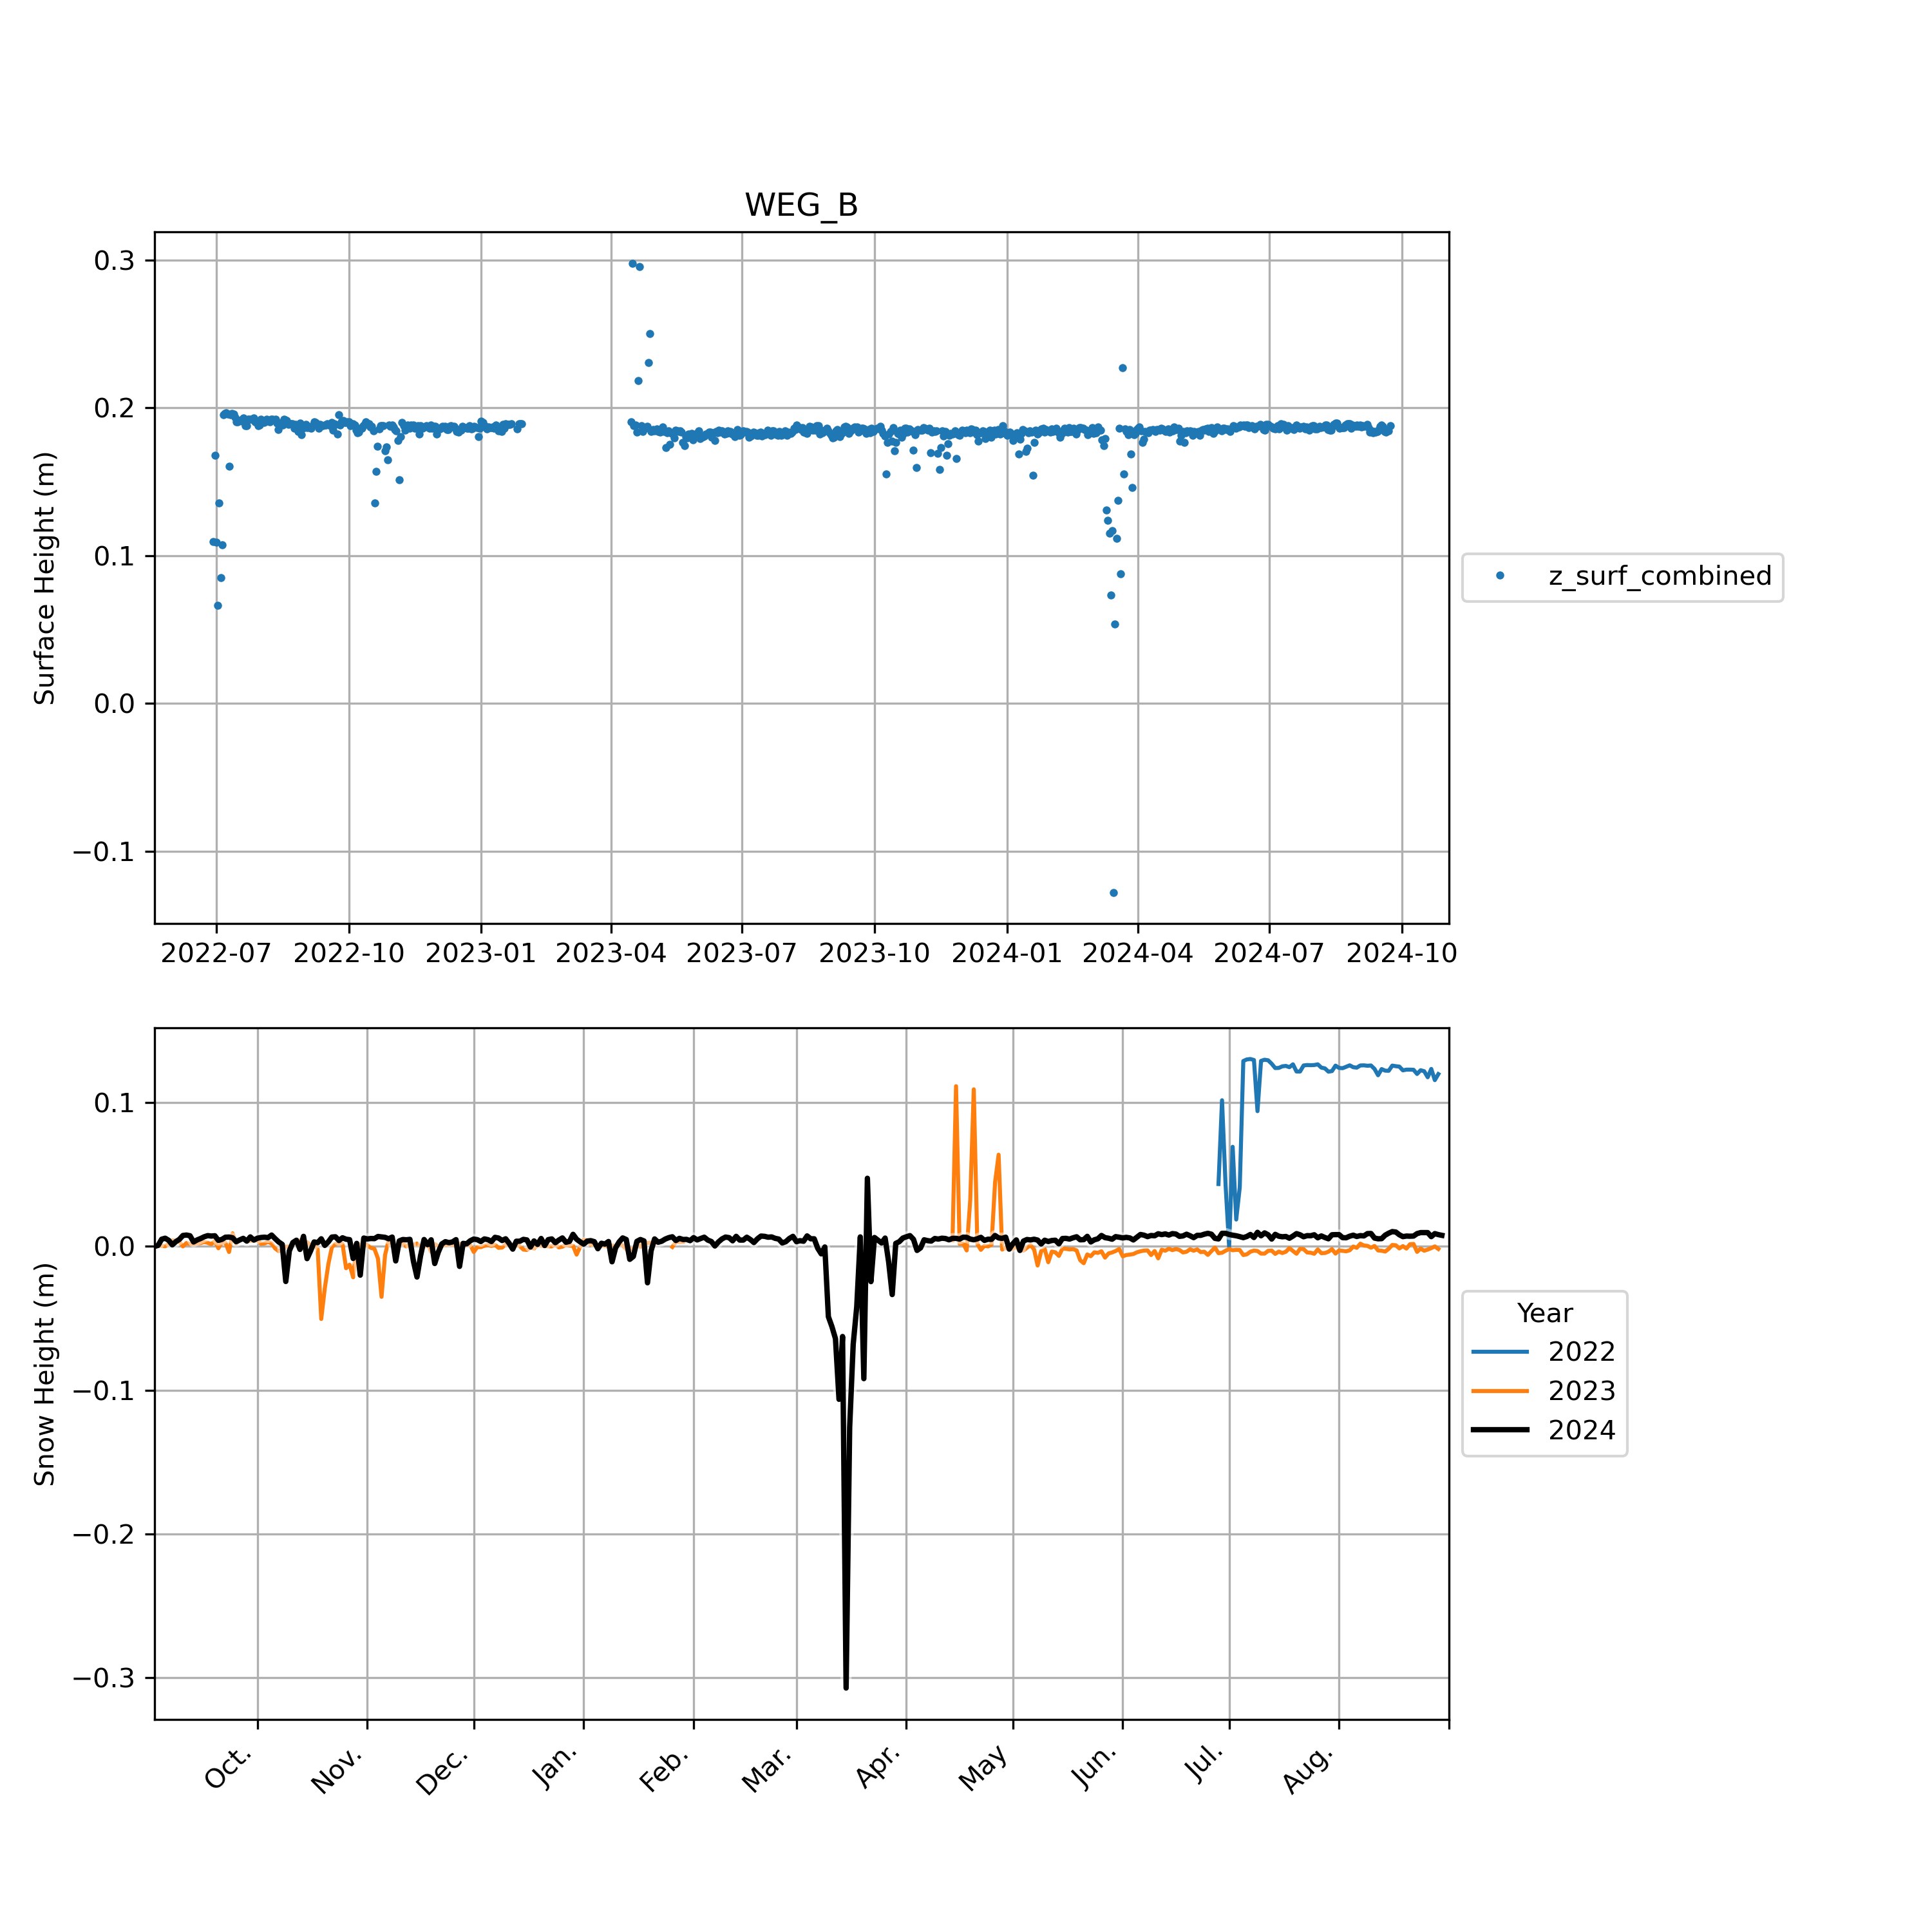 WEG_B
Surface Height (m)
0.3
0.2
0.1
0.0
−0.1
2022-07 2022-10 2023-01 2023-04 2023-07 2023-10 2024-01 2024-04 2024-07 2024-10
z_surf_combined
Snow Height (m)
0.1
0.0
−0.1
−0.2
−0.3
Oct. Nov. Dec. Jan. Feb. Mar. Apr. May Jun. Jul. Aug.
Year
2022
2023
2024